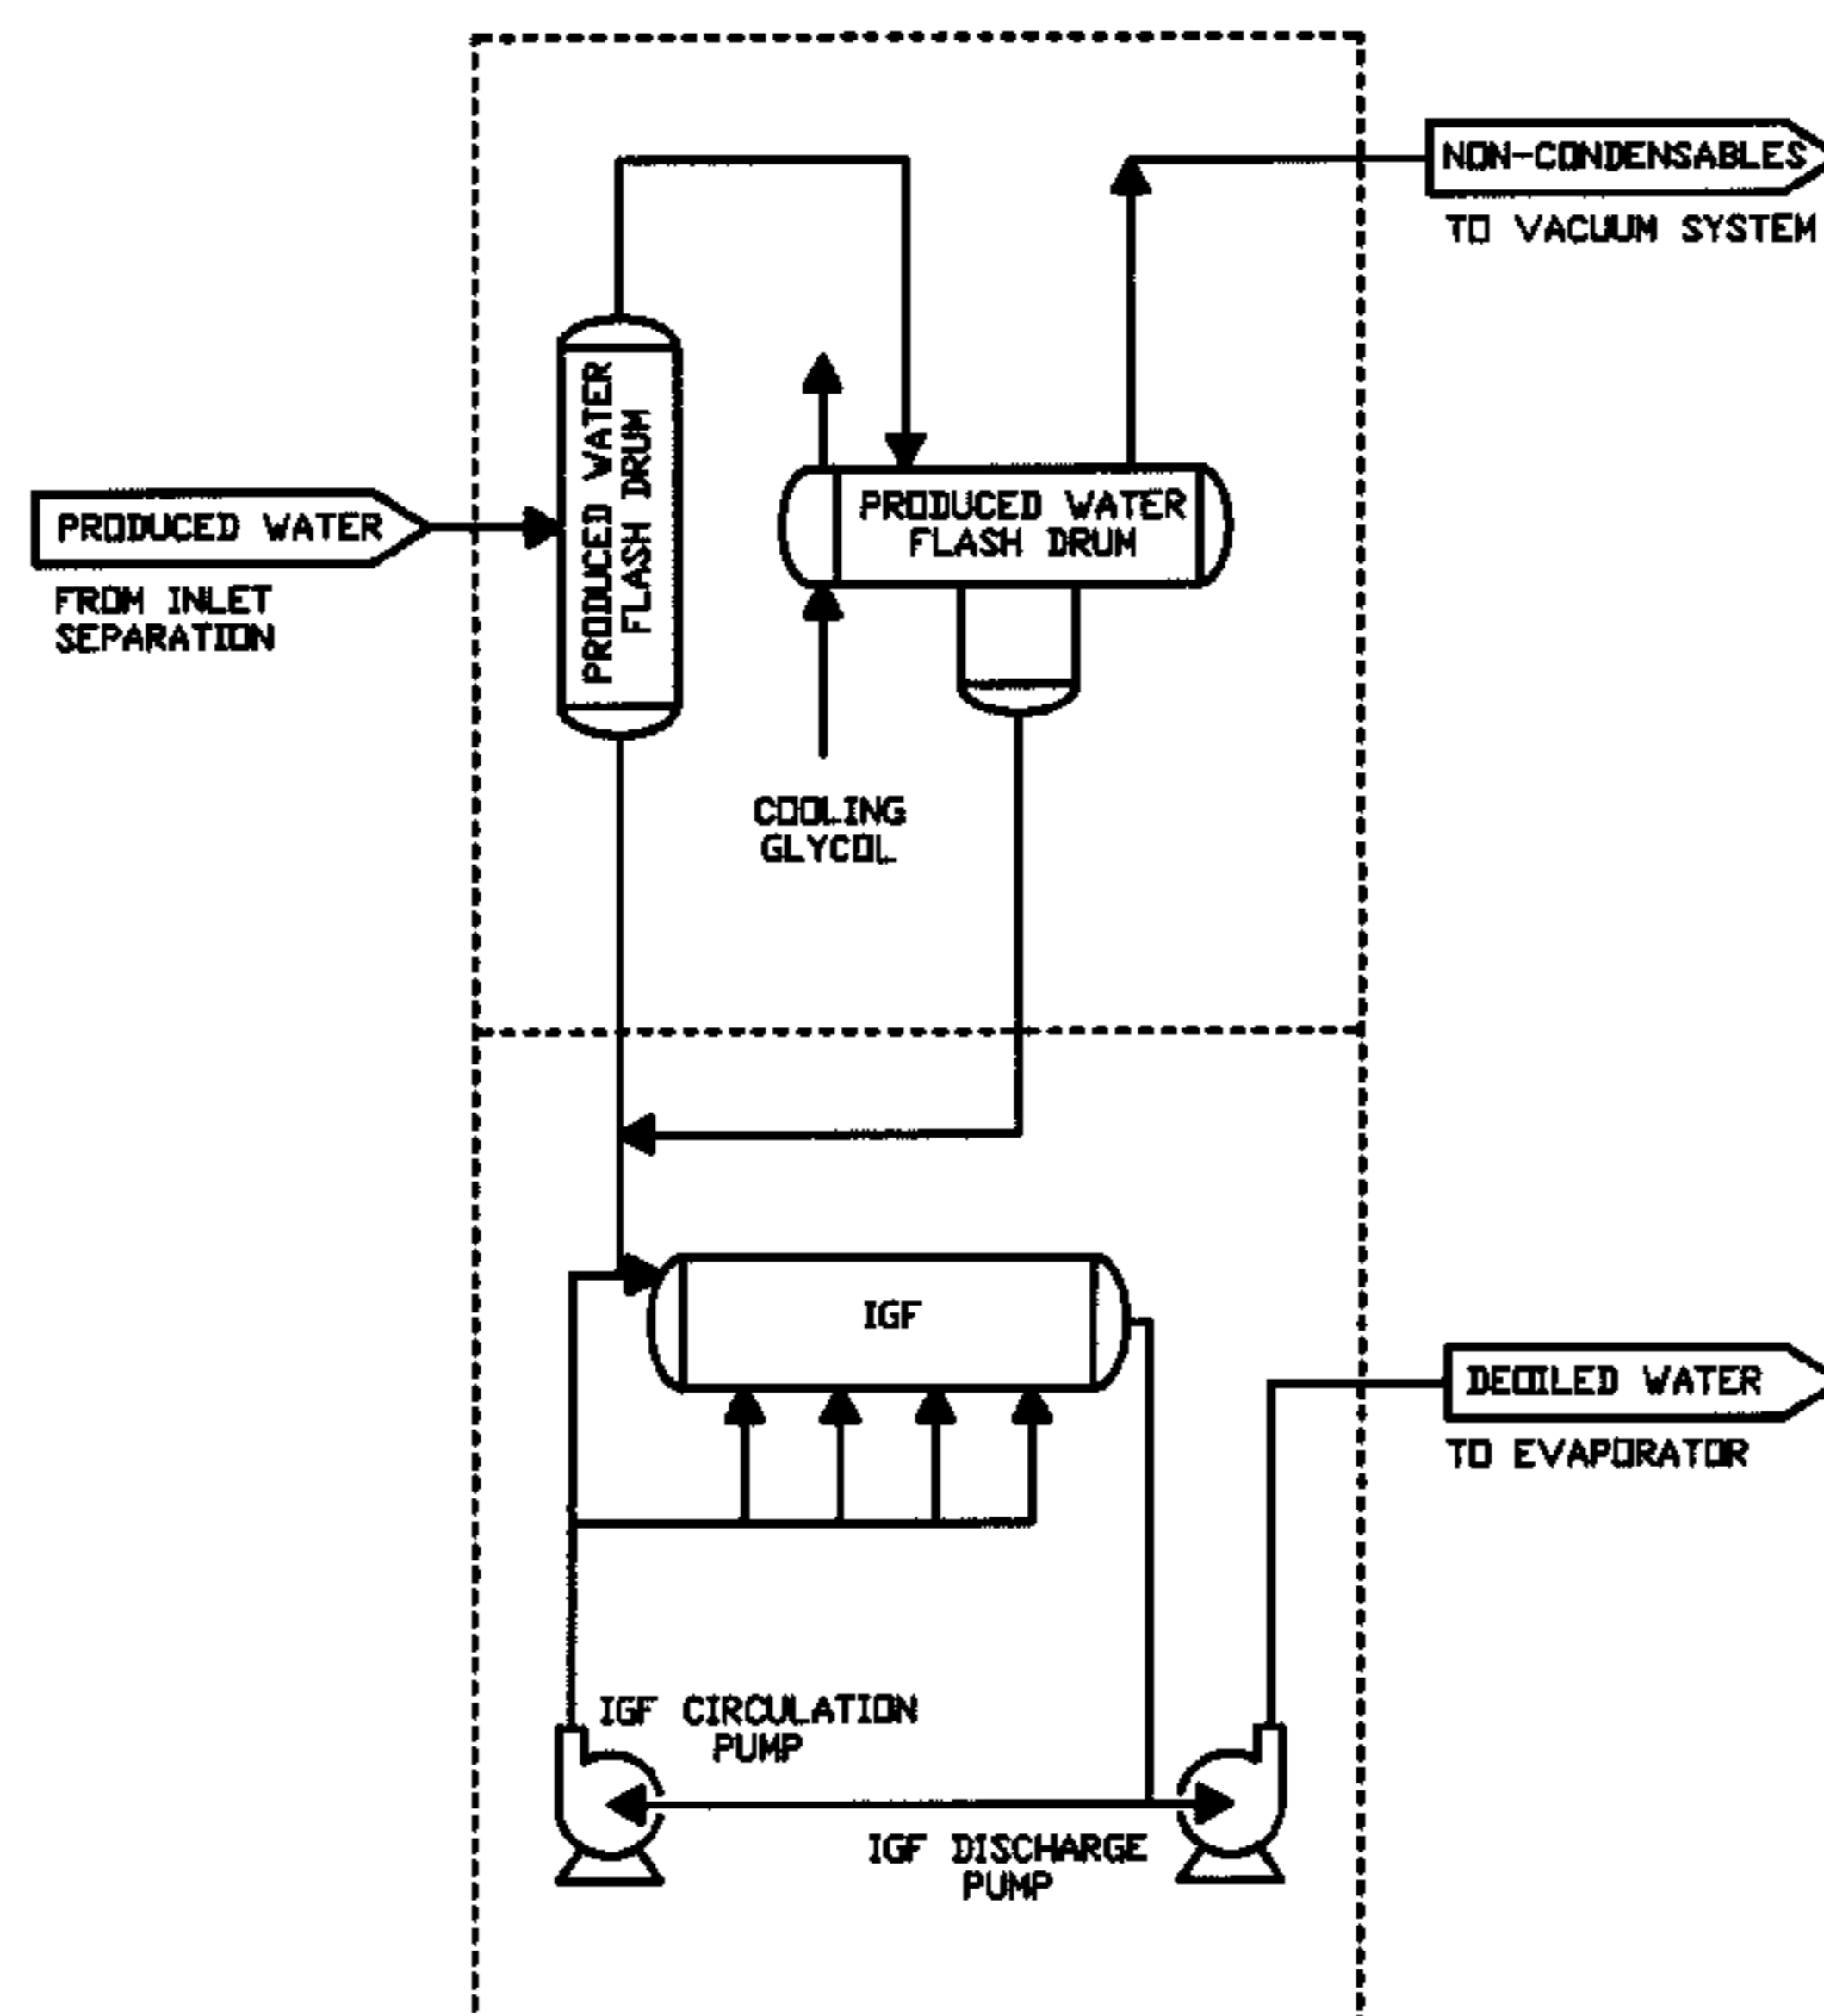 NON-CONDENSABLES
TO VACUUM SYSTEM
PRODUCED WATER
FLASH DRUM
PRODUCED WATER
FROM INLET
SEPARATION
PRODUCED WATER
FLASH DRUM
COOLING
GLYCOL
IGF
DEOILED WATER
TO EVAPORATOR
IGF CIRCULATION
PUMP
IGF DISCHARGE
PUMP